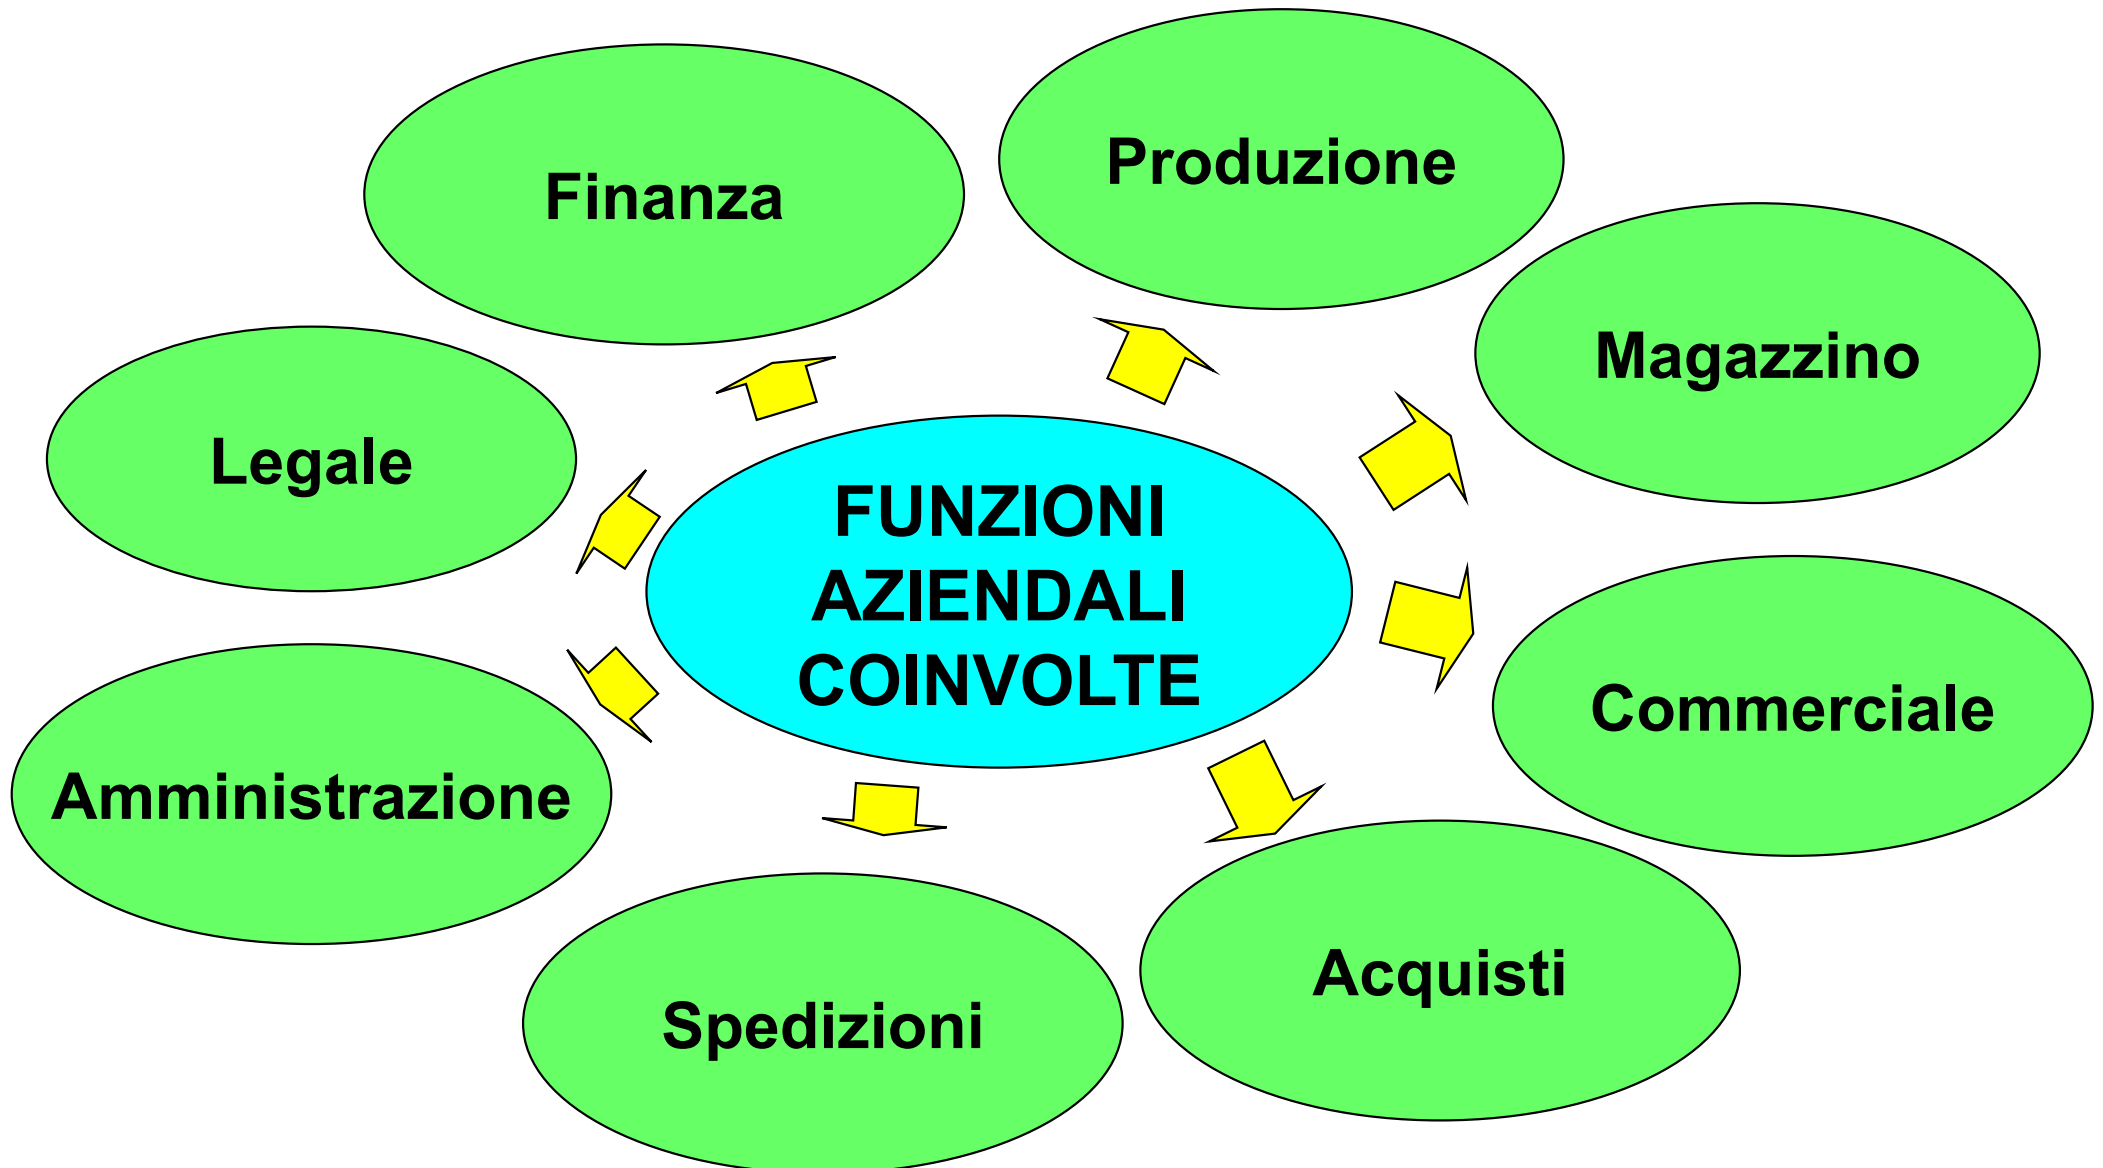 Produzione
Finanza
Magazzino
Legale
FUNZIONI
AZIENDALI
COINVOLTE
Commerciale
Amministrazione
Acquisti
Spedizioni